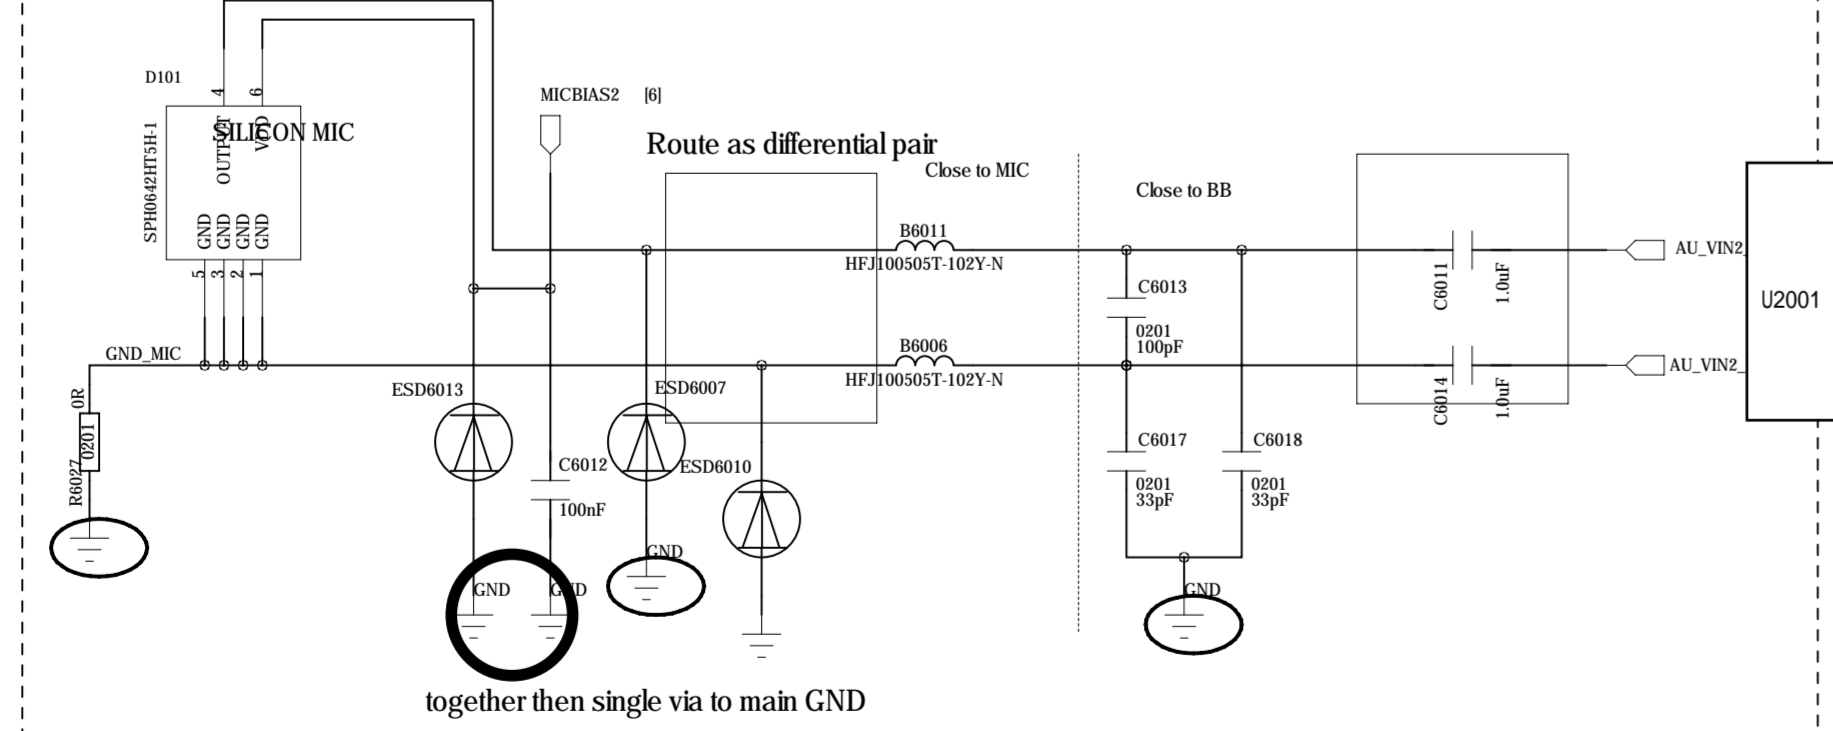 D101
4
6
SILICON MIC
OUTPUT
VDD
SPH0642HT5H-1
GND
GND
GND
GND
5
3
2
1
GND_MIC
R6027
0201
0R
MICBIAS2 [6]
Route as differential pair
Close to MIC
Close to BB
B6011
HFJ100505T-102Y-N
B6006
HFJ100505T-102Y-N
C6013
0201
100pF
C6011
1.0uF
C6014
1.0uF
AU_VIN2_
AU_VIN2_
U2001
ESD6013
ESD6007
ESD6010
C6012
100nF
C6017
0201
33pF
C6018
0201
33pF
GND
GND
GND
GND
together then single via to main GND